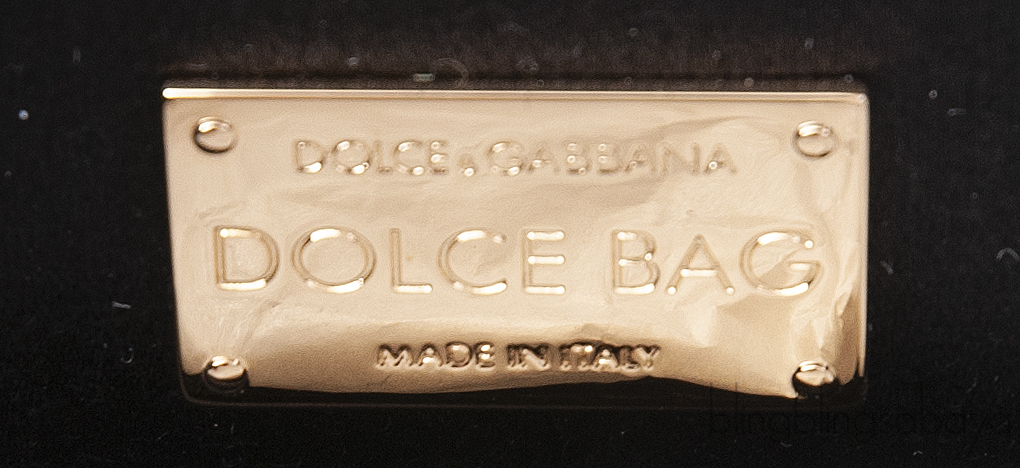 DOLCE & GABBANA
DOLCE BAG
MADE IN ITALY